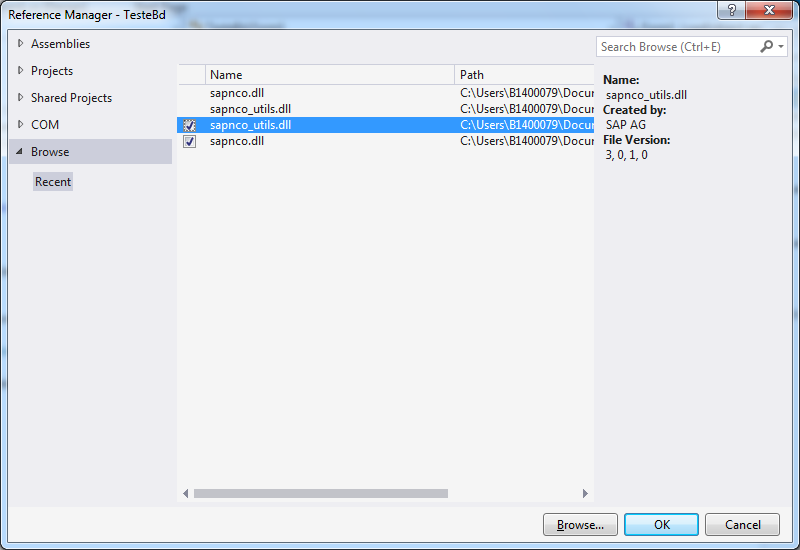 Reference Manager - TesteBd
Assemblies
Projects
Shared Projects
COM
Browse
Recent
Name Path
sapnco.dll C:\Users\B1400079\Docur
sapnco_utils.dll C:\Users\B1400079\Docur
sapnco_utils.dll C:\Users\B1400079\Docur
sapnco.dll C:\Users\B1400079\Docur
Search Browse (Ctrl+E)
Name:
sapnco_utils.dll
Created by:
SAP AG
File Version:
3, 0, 1, 0
Browse... OK Cancel